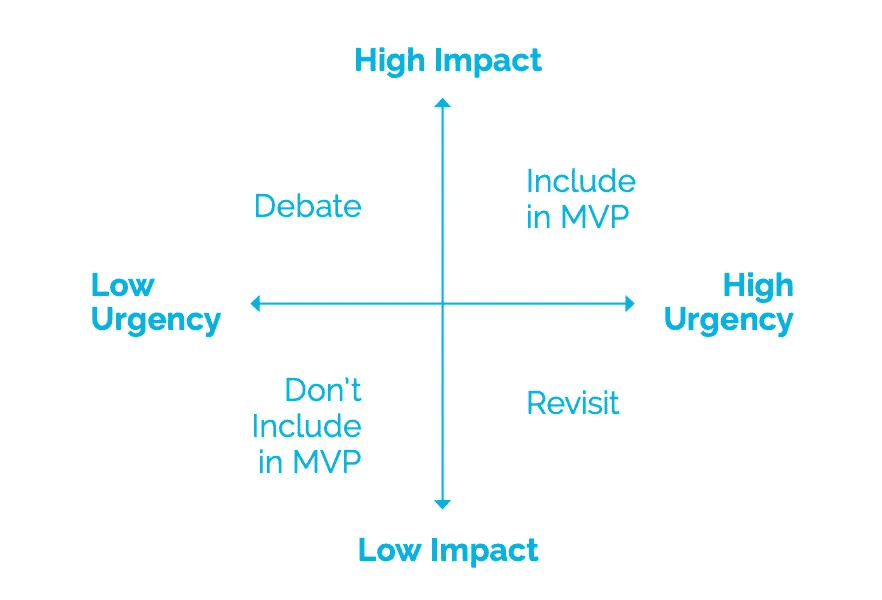 High Impact
Debate
Include
in MVP
Low
Urgency
High
Urgency
Don't
Include
in MVP
Revisit
Low Impact